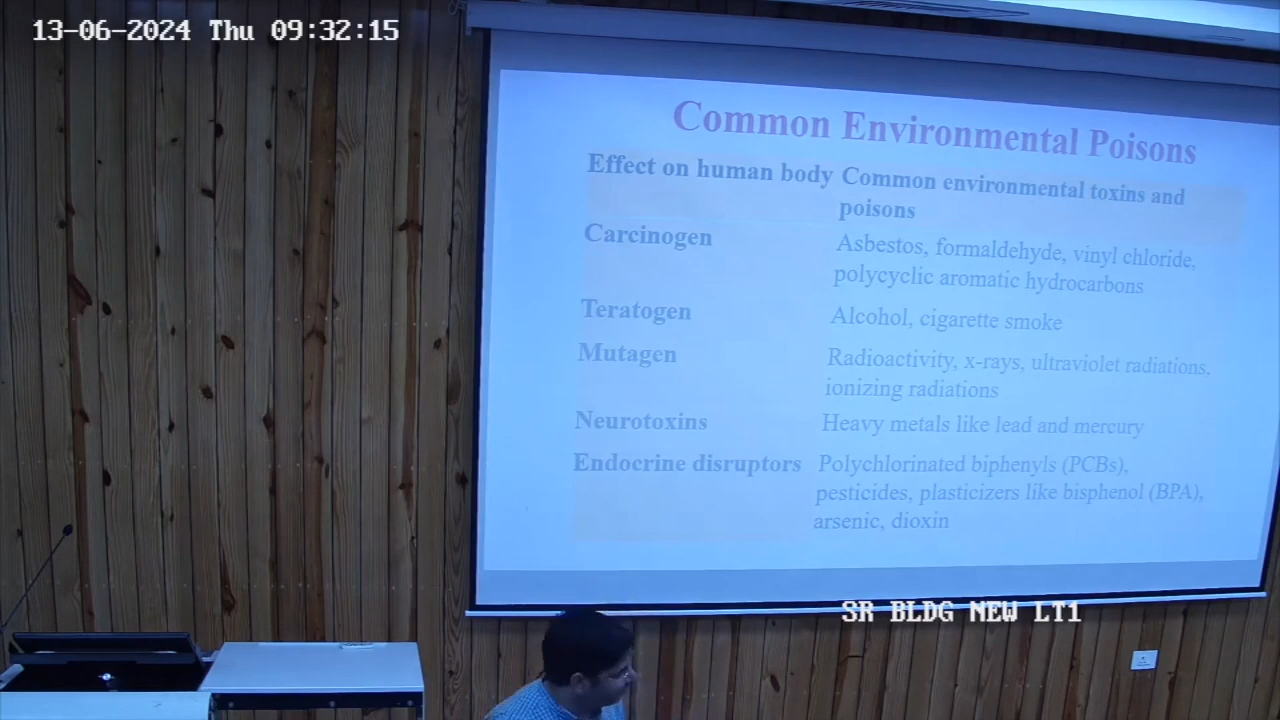 13-06-2024 Thu 09:32:15
Common Environmental Poisons
Effect on human body
Common environmental toxins and
poisons
Carcinogen
Asbestos, formaldehyde, vinyl chloride,
polycyclic aromatic hydrocarbons
Teratogen
Alcohol, cigarette smoke
Mutagen
Radioactivity, x-rays, ultraviolet radiations,
ionizing radiations
Neurotoxins
Heavy metals like lead and mercury
Endocrine disruptors
Polychlorinated biphenyls (PCBs),
pesticides, plasticizers like bisphenol (BPA),
arsenic, dioxin
SR BLDG NEW LT1